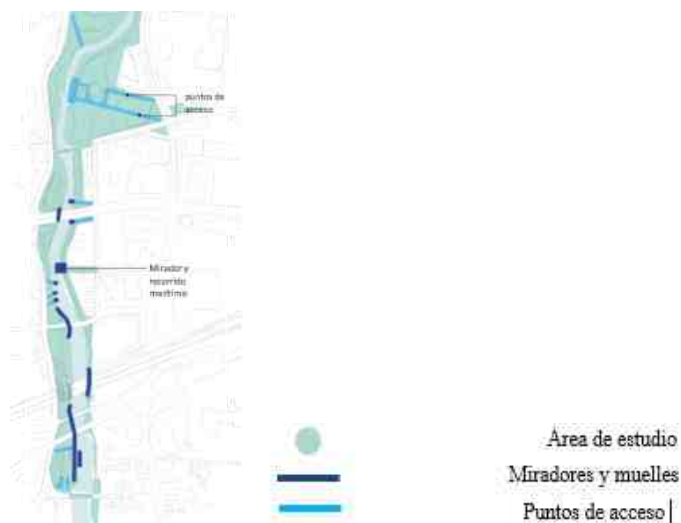 puntos de
acceso
Mirador y
recorrido
marítimo
Área de estudio
Miradores y muelles
Puntos de acceso